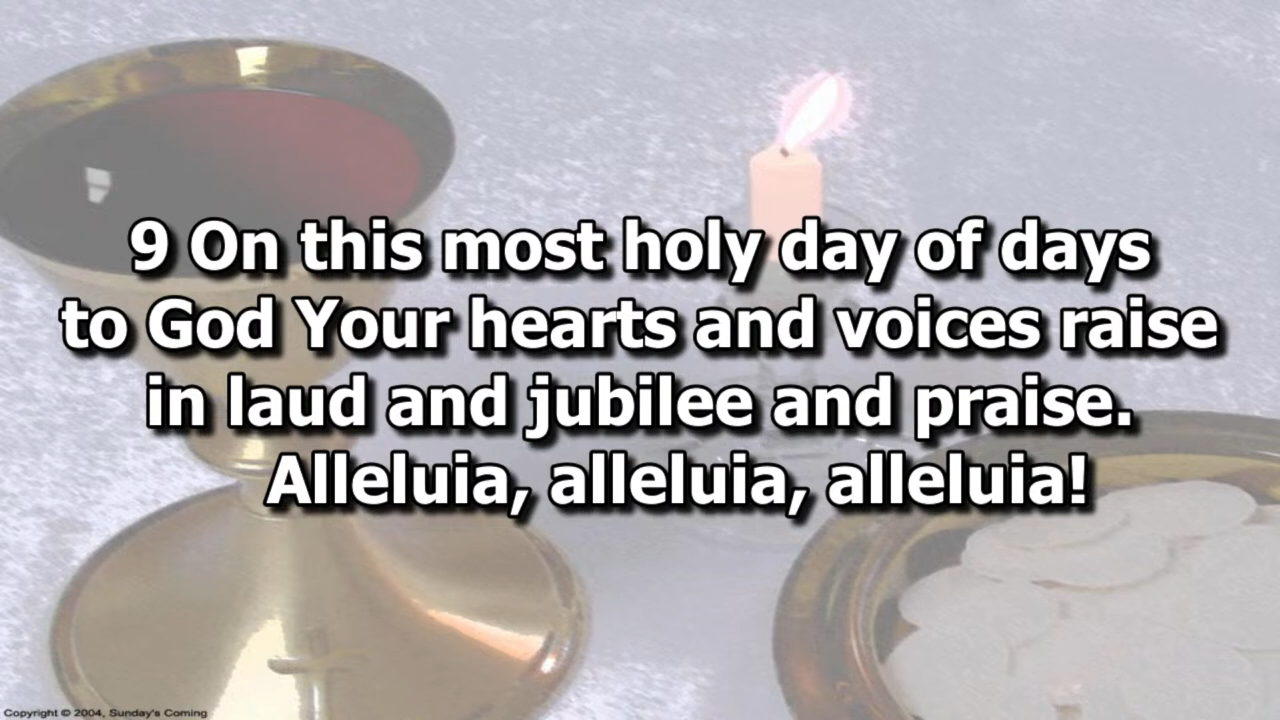 9 On this most holy day of days
to God Your hearts and voices raise
in laud and jubilee and praise.
Alleluia, alleluia, alleluia!
Copyright © 2004, Sunday's Coming